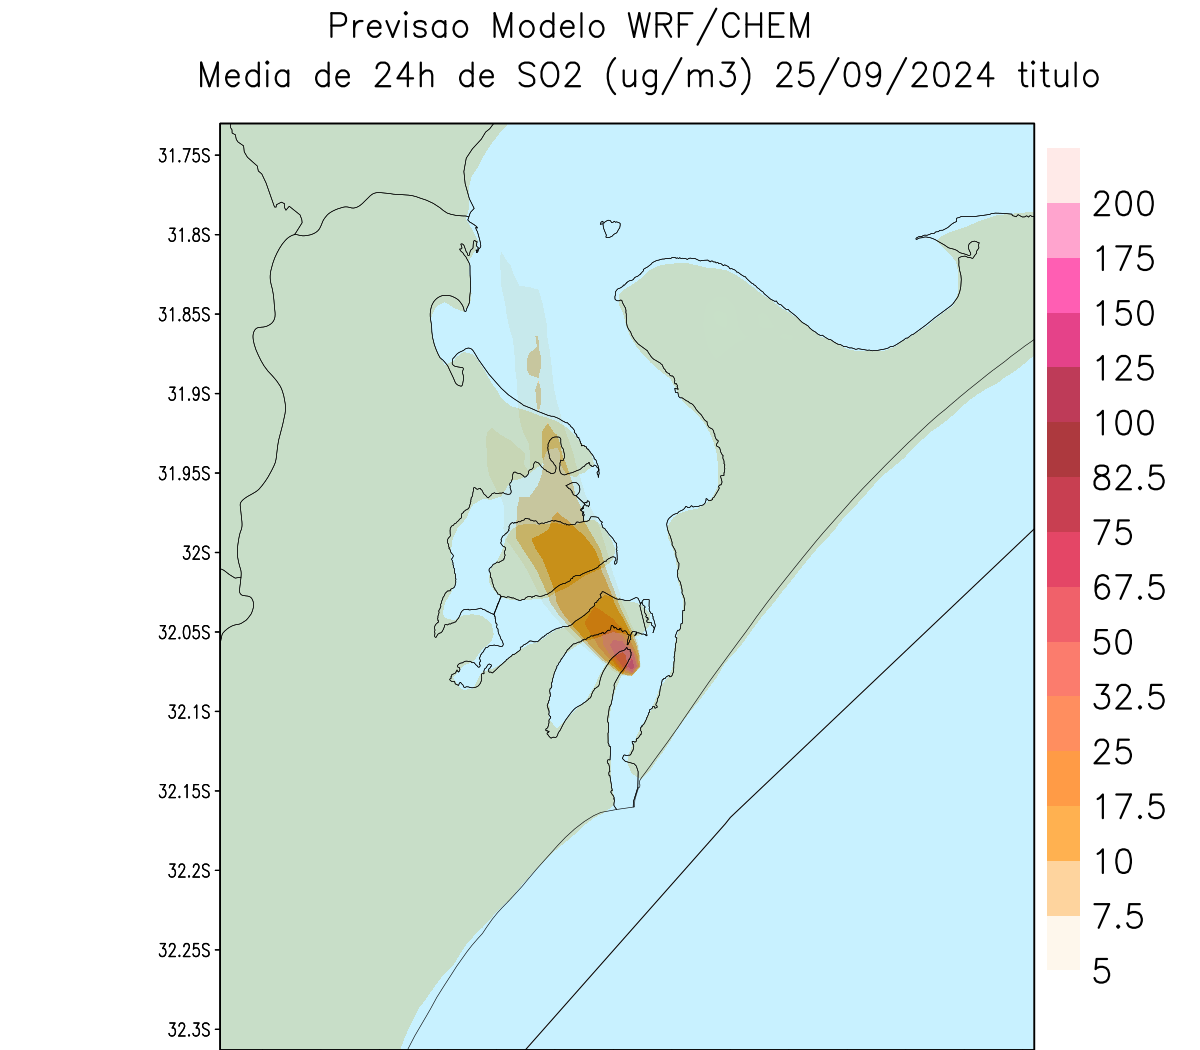 Previsao Modelo WRF/CHEM
Media de 24h de SO2 (ug/m3) 25/09/2024 titulo
31.75S
31.8S
31.85S
31.9S
31.95S
32S
32.05S
32.1S
32.15S
32.2S
32.25S
32.3S
200
175
150
125
100
82.5
75
67.5
50
32.5
25
17.5
10
7.5
5